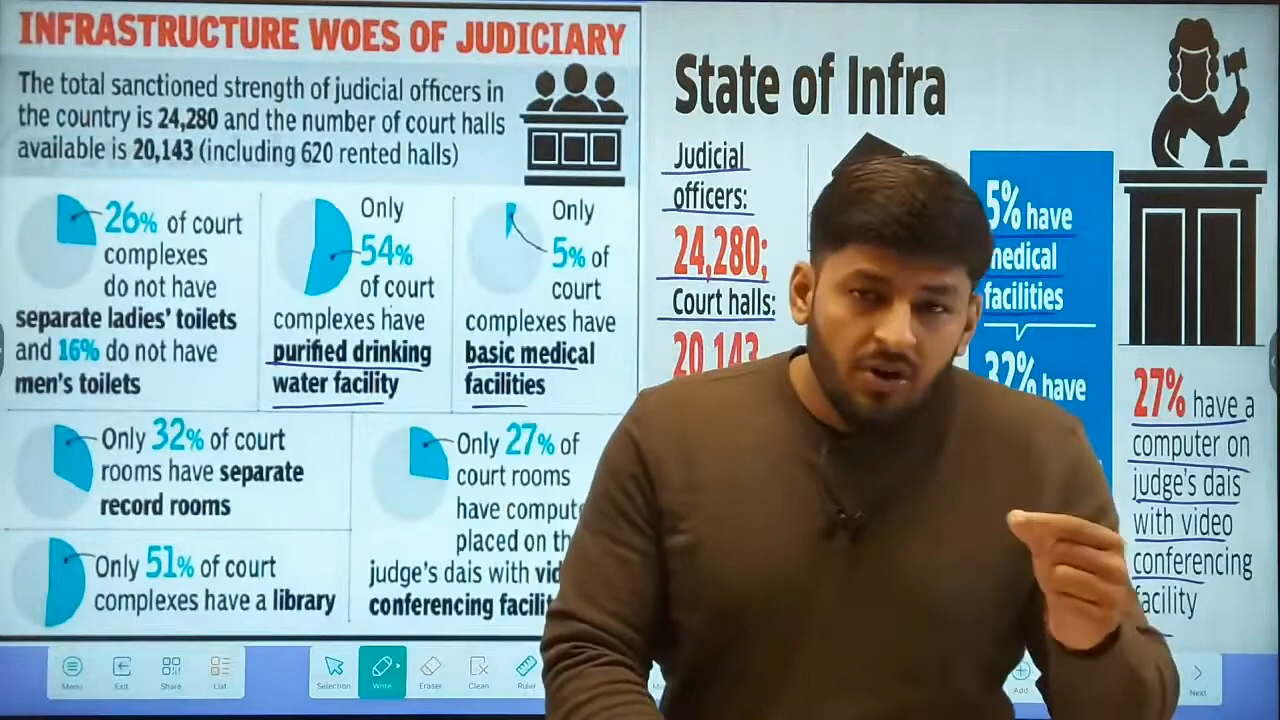 INFRASTRUCTURE WOES OF JUDICIARY
The total sanctioned strength of judicial officers in
the country is 24,280 and the number of court halls
available is 20,143 (including 620 rented halls)
26% of court
complexes
do not have
separate ladies' toilets
and 16% do not have
men's toilets
Only
54%
of court
complexes have
purified drinking
water facility
Only
5% of
court
complexes have
basic medical
facilities
Only 32% of court
rooms have separate
record rooms
Only 27% of
court rooms
have
placed on
judge's dais with
conferencing
Only 51% of court
complexes have a library
State of Infra
Judicial
officers:
24,280;
Court halls:
20,143
5% have
medical
facilities
32% have
27% have a
computer on
judge's dais
with video
conferencing
facility
Menu
Exit
Share
List
Selection
Write
Eraser
Clean
Ruler
Add
Next